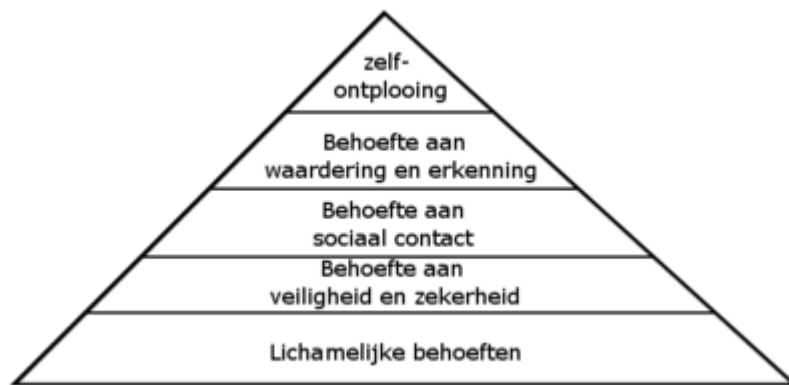 zelf-
ontplooing
Behoefte aan
waardering en erkenning
Behoefte aan
sociaal contact
Behoefte aan
veiligheid en zekerheid
Lichamelijke behoeften